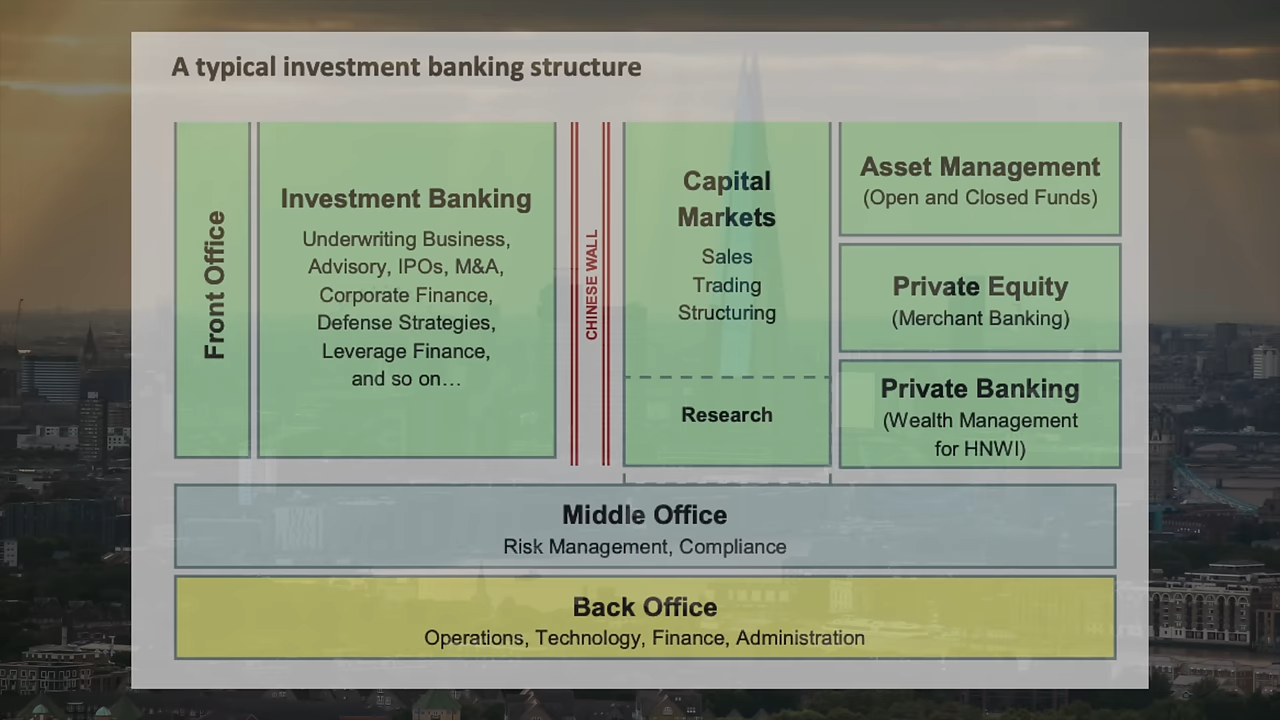 A typical investment banking structure
Front Office
Investment Banking
Underwriting Business,
Advisory, IPOs, M&A,
Corporate Finance,
Defense Strategies,
Leverage Finance,
and so on…
CHINESE WALL
Capital
Markets
Sales
Trading
Structuring
Research
Asset Management
(Open and Closed Funds)
Private Equity
(Merchant Banking)
Private Banking
(Wealth Management
for HNWI)
Middle Office
Risk Management, Compliance
Back Office
Operations, Technology, Finance, Administration